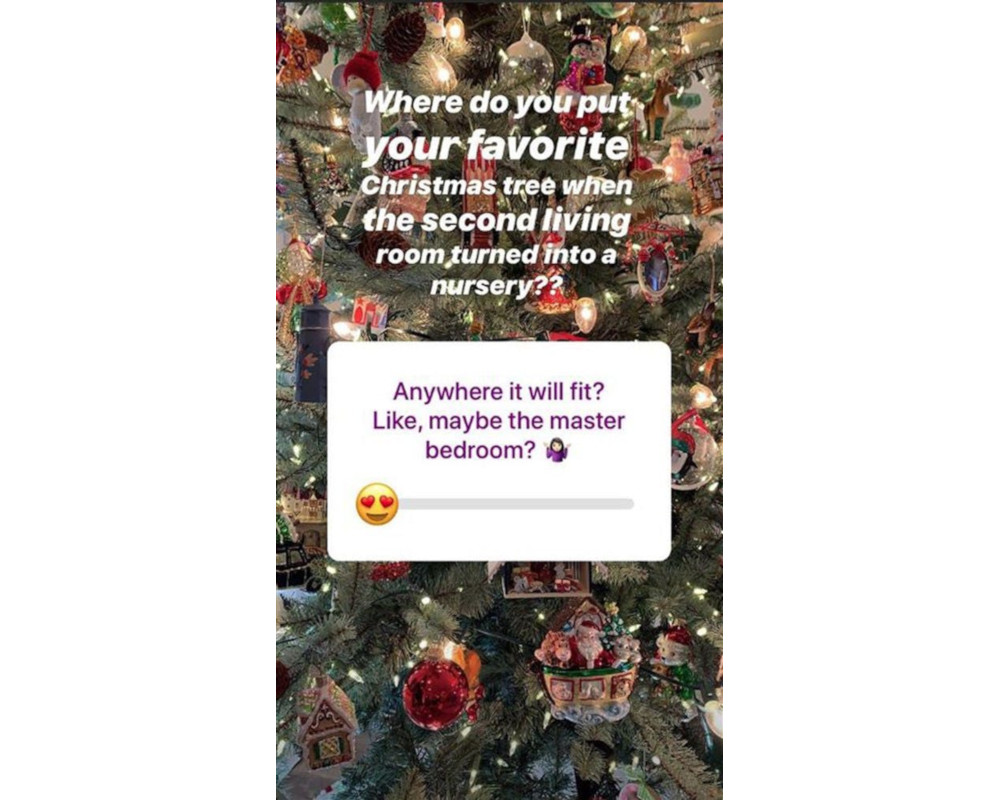 Where do you put
your favorite
Christmas tree when
the second living
room turned into a
nursery??
Anywhere it will fit?
Like, maybe the master
bedroom? 🤷🏻‍♀️